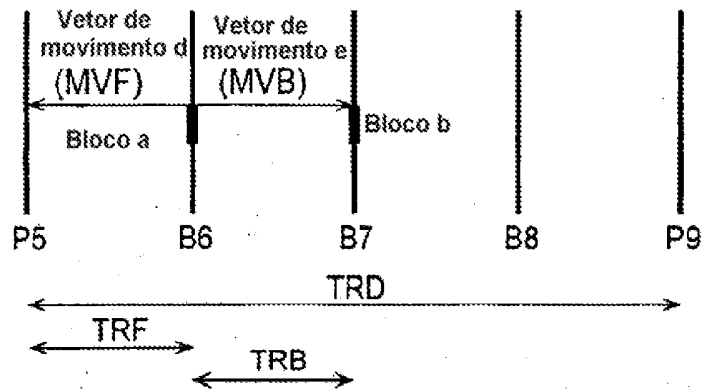 Vetor de Vetor de
movimento d movimento e
(MVF) (MVB)
Bloco a Bloco b
P5 B6 B7 B8 P9
TRD
TRF
TRB